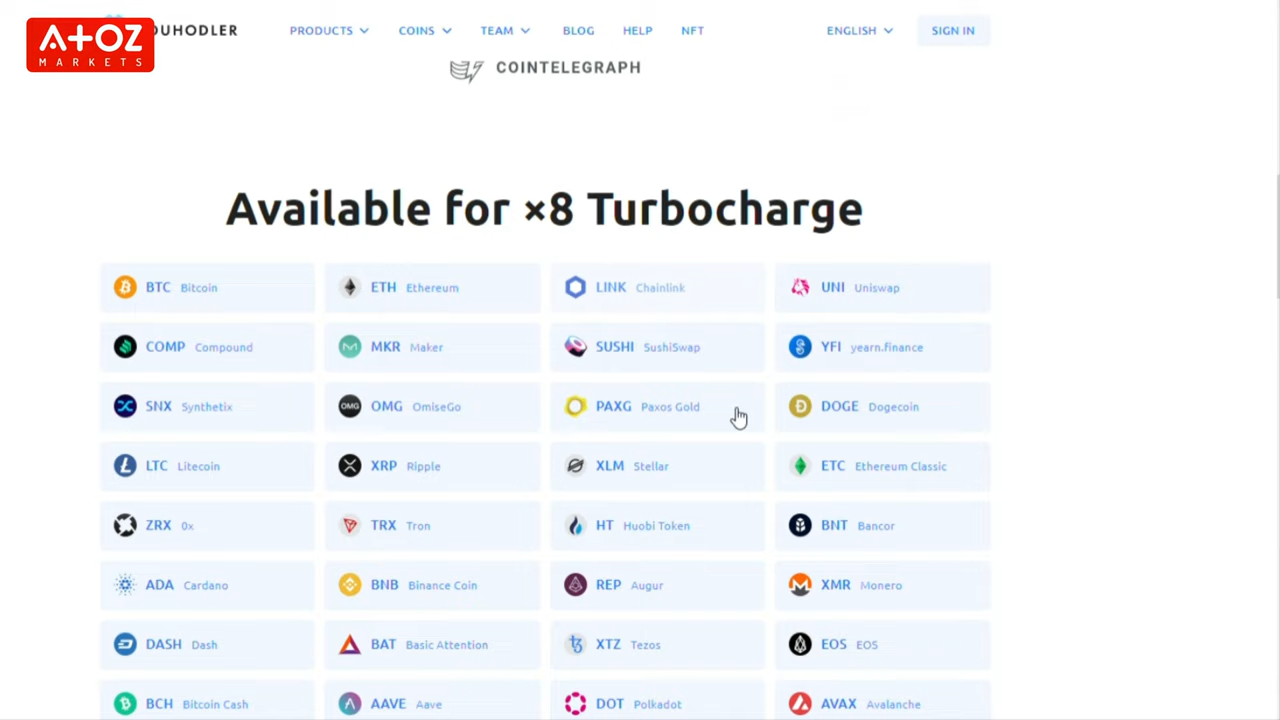 A+OZ
MARKETS
OUHODLER
PRODUCTS
COINS
TEAM
BLOG
HELP
NFT
ENGLISH
SIGN IN
COINTELEGRAPH
Available for ×8 Turbocharge
BTC Bitcoin
ETH Ethereum
LINK Chainlink
UNI Uniswap
COMP Compound
MKR Maker
SUSHI SushiSwap
YFI yearn.finance
SNX Synthetix
OMG OMG OmiseGo
PAXG Paxos Gold
DOGE Dogecoin
LTC Litecoin
XRP Ripple
XLM Stellar
ETC Ethereum Classic
ZRX 0x
TRX Tron
HT Huobi Token
BNT Bancor
ADA Cardano
BNB Binance Coin
REP Augur
XMR Monero
DASH Dash
BAT Basic Attention
XTZ Tezos
EOS EOS
BCH Bitcoin Cash
AAVE Aave
DOT Polkadot
AVAX Avalanche